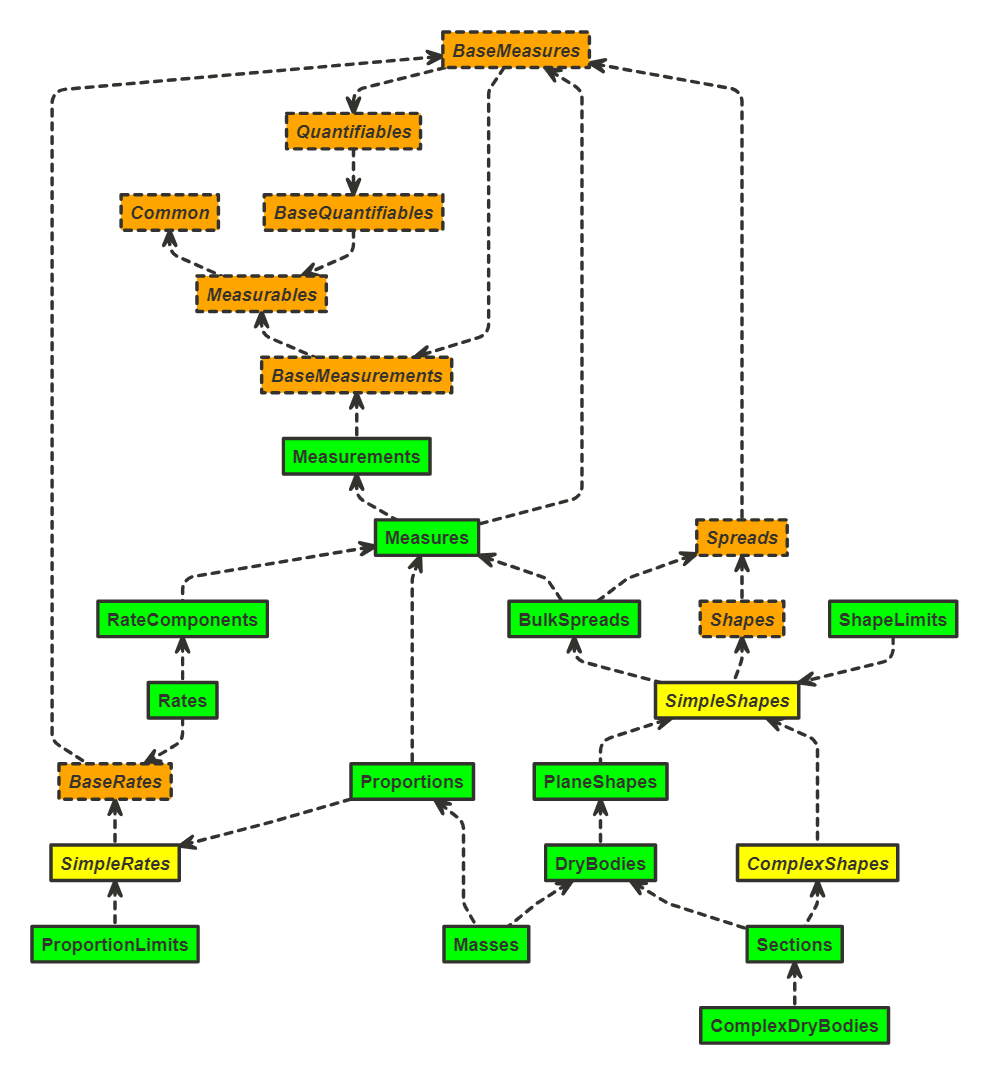 BaseMeasures
Quantifiables
Common
BaseQuantifiables
Measurables
BaseMeasurements
Measurements
Measures
Spreads
RateComponents
BulkSpreads
Shapes
ShapeLimits
Rates
SimpleShapes
BaseRates
Proportions
PlaneShapes
SimpleRates
DryBodies
ComplexShapes
ProportionLimits
Masses
Sections
ComplexDryBodies